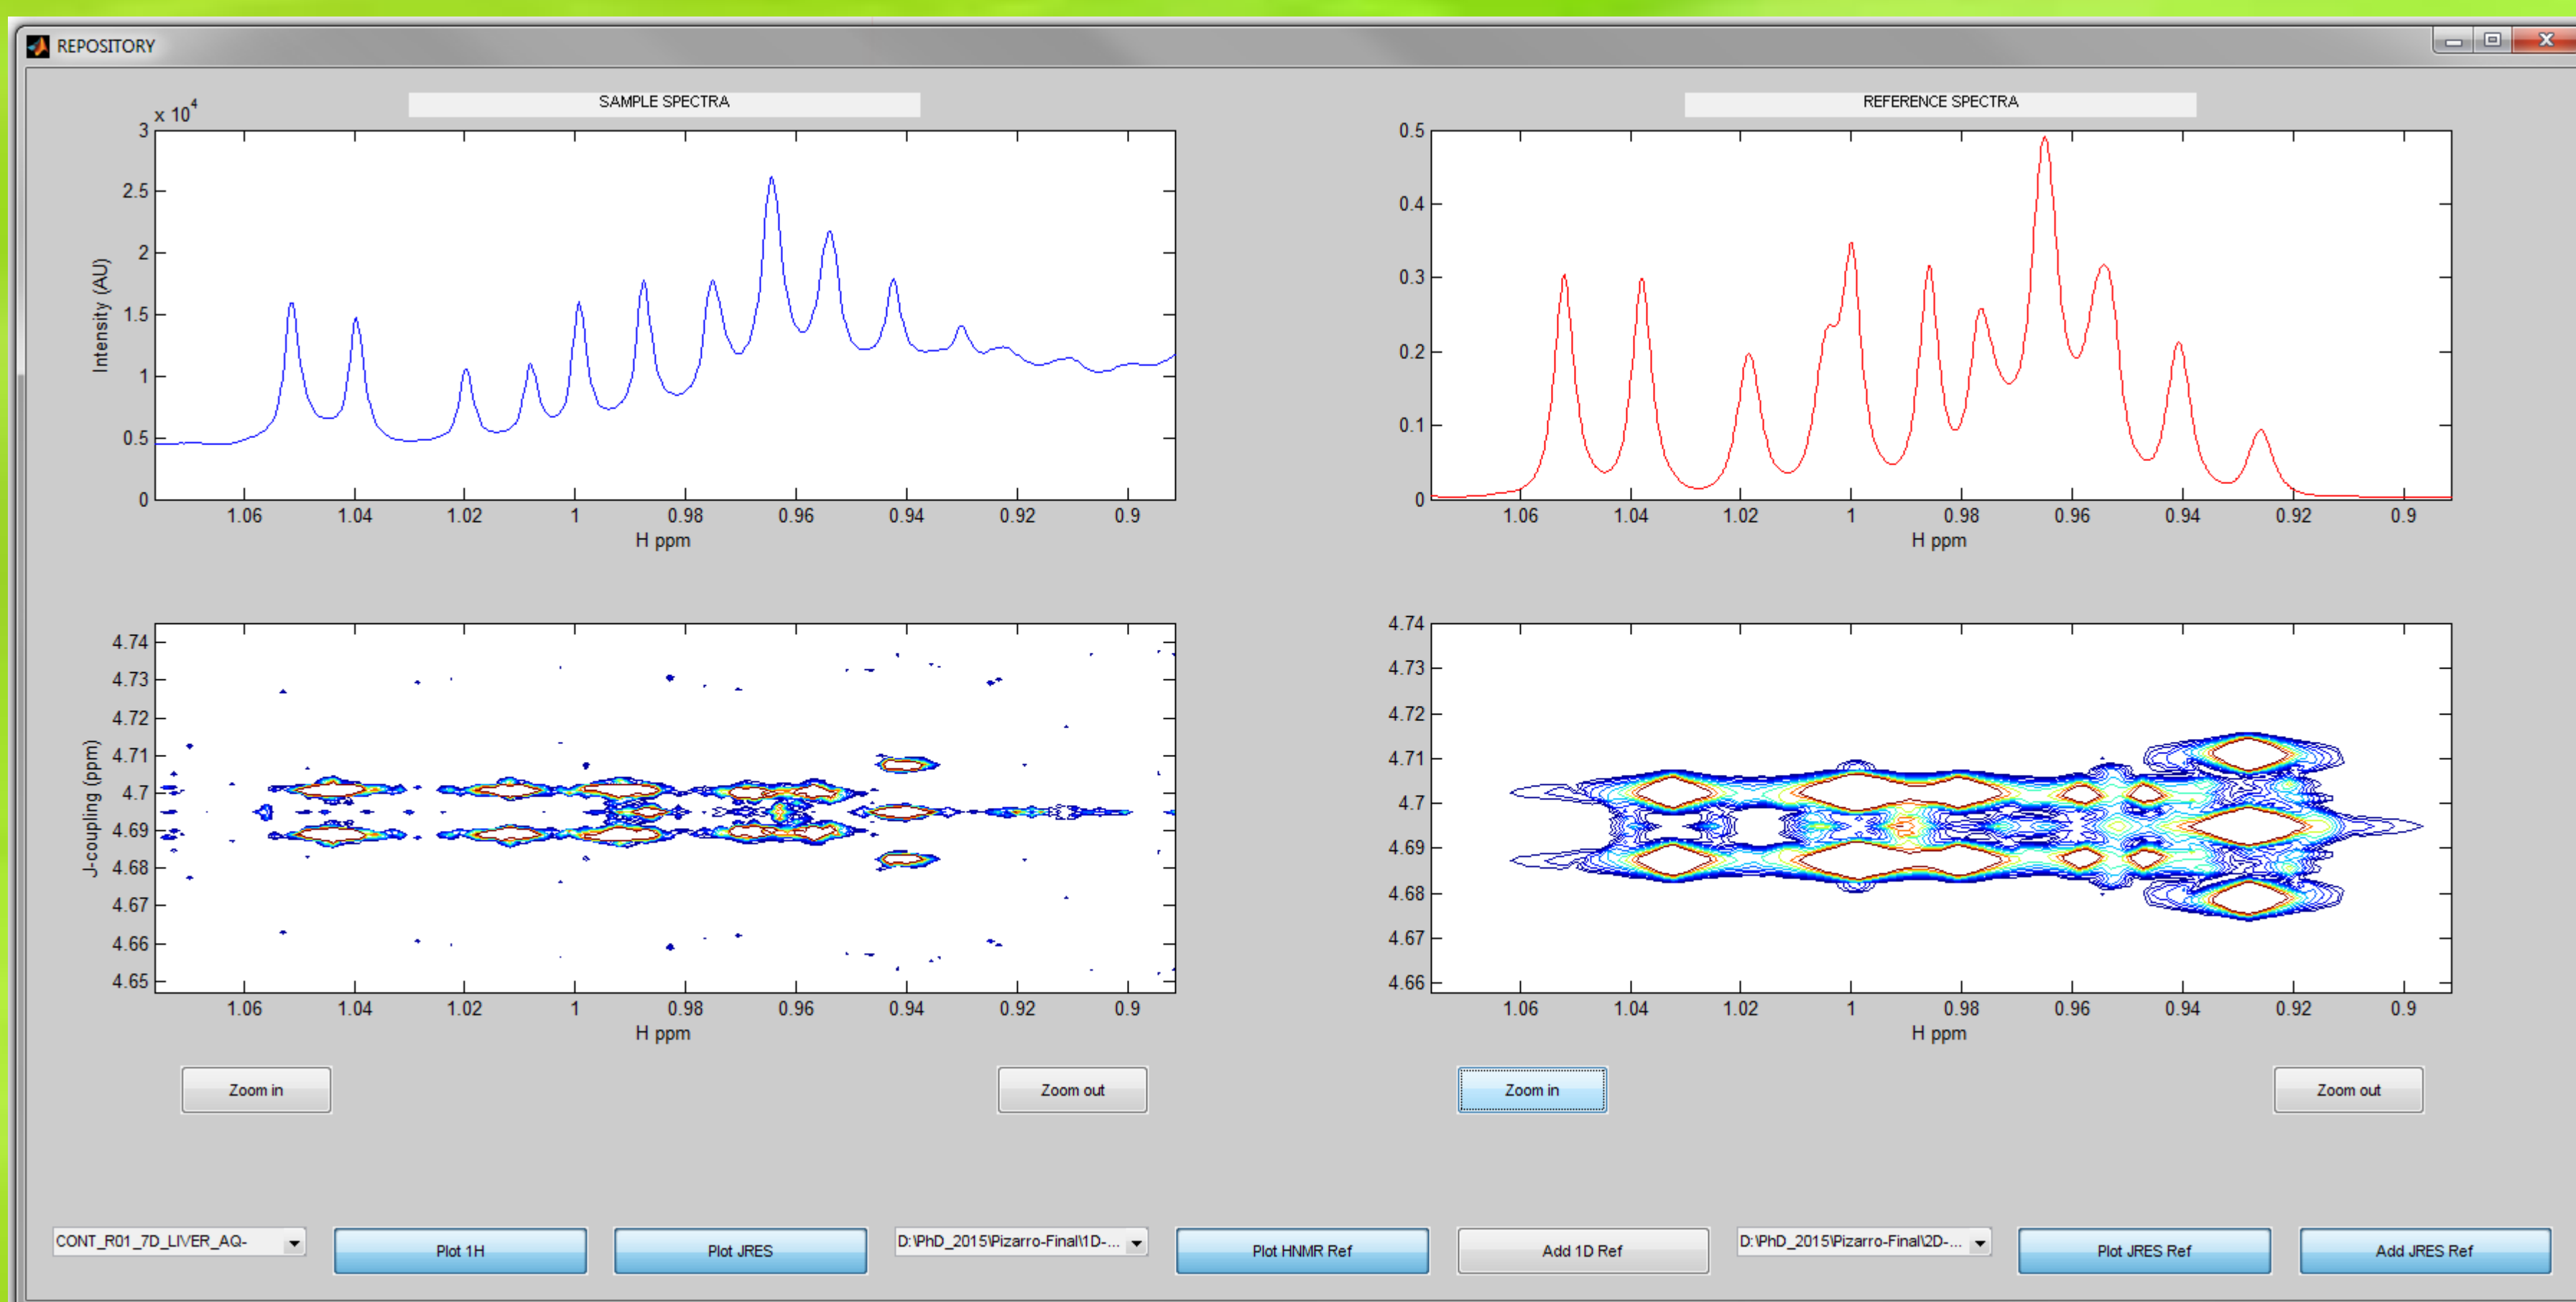 REPOSITORY
SAMPLE SPECTRA
x 10^4
3
2.5
2
1.5
1
0.5
0
Intensity (AU)
1.06 1.04 1.02 1 0.98 0.96 0.94 0.92 0.9
H ppm
REFERENCE SPECTRA
0.5
0.4
0.3
0.2
0.1
0
1.06 1.04 1.02 1 0.98 0.96 0.94 0.92 0.9
H ppm
4.74
4.73
4.72
4.71
4.7
4.69
4.68
4.67
4.66
4.65
J-coupling (ppm)
1.06 1.04 1.02 1 0.98 0.96 0.94 0.92 0.9
H ppm
4.74
4.73
4.72
4.71
4.7
4.69
4.68
4.67
4.66
1.06 1.04 1.02 1 0.98 0.96 0.94 0.92 0.9
H ppm
Zoom in Zoom out Zoom in Zoom out
CONT_R01_7D_LIVER_AQ- Plot 1H Plot JRES D:\PhD_2015\Pizarro-Final\1D-... Plot HNMR Ref Add 1D Ref D:\PhD_2015\Pizarro-Final\2D-... Plot JRES Ref Add JRES Ref